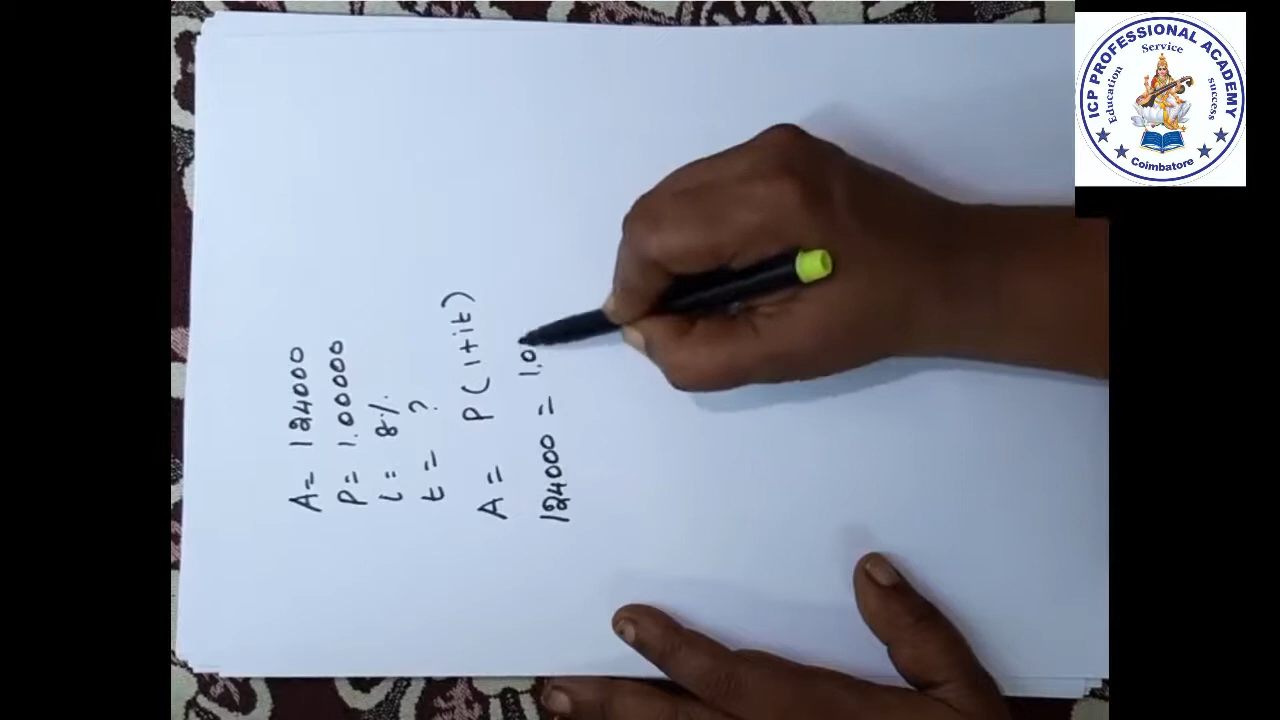 A = 124000
P = 1,00000
i = 8%
t = ?
A = P(1+it)
124000 = 1,0
ICP PROFESSIONAL ACADEMY
Service
Education
success
Coimbatore